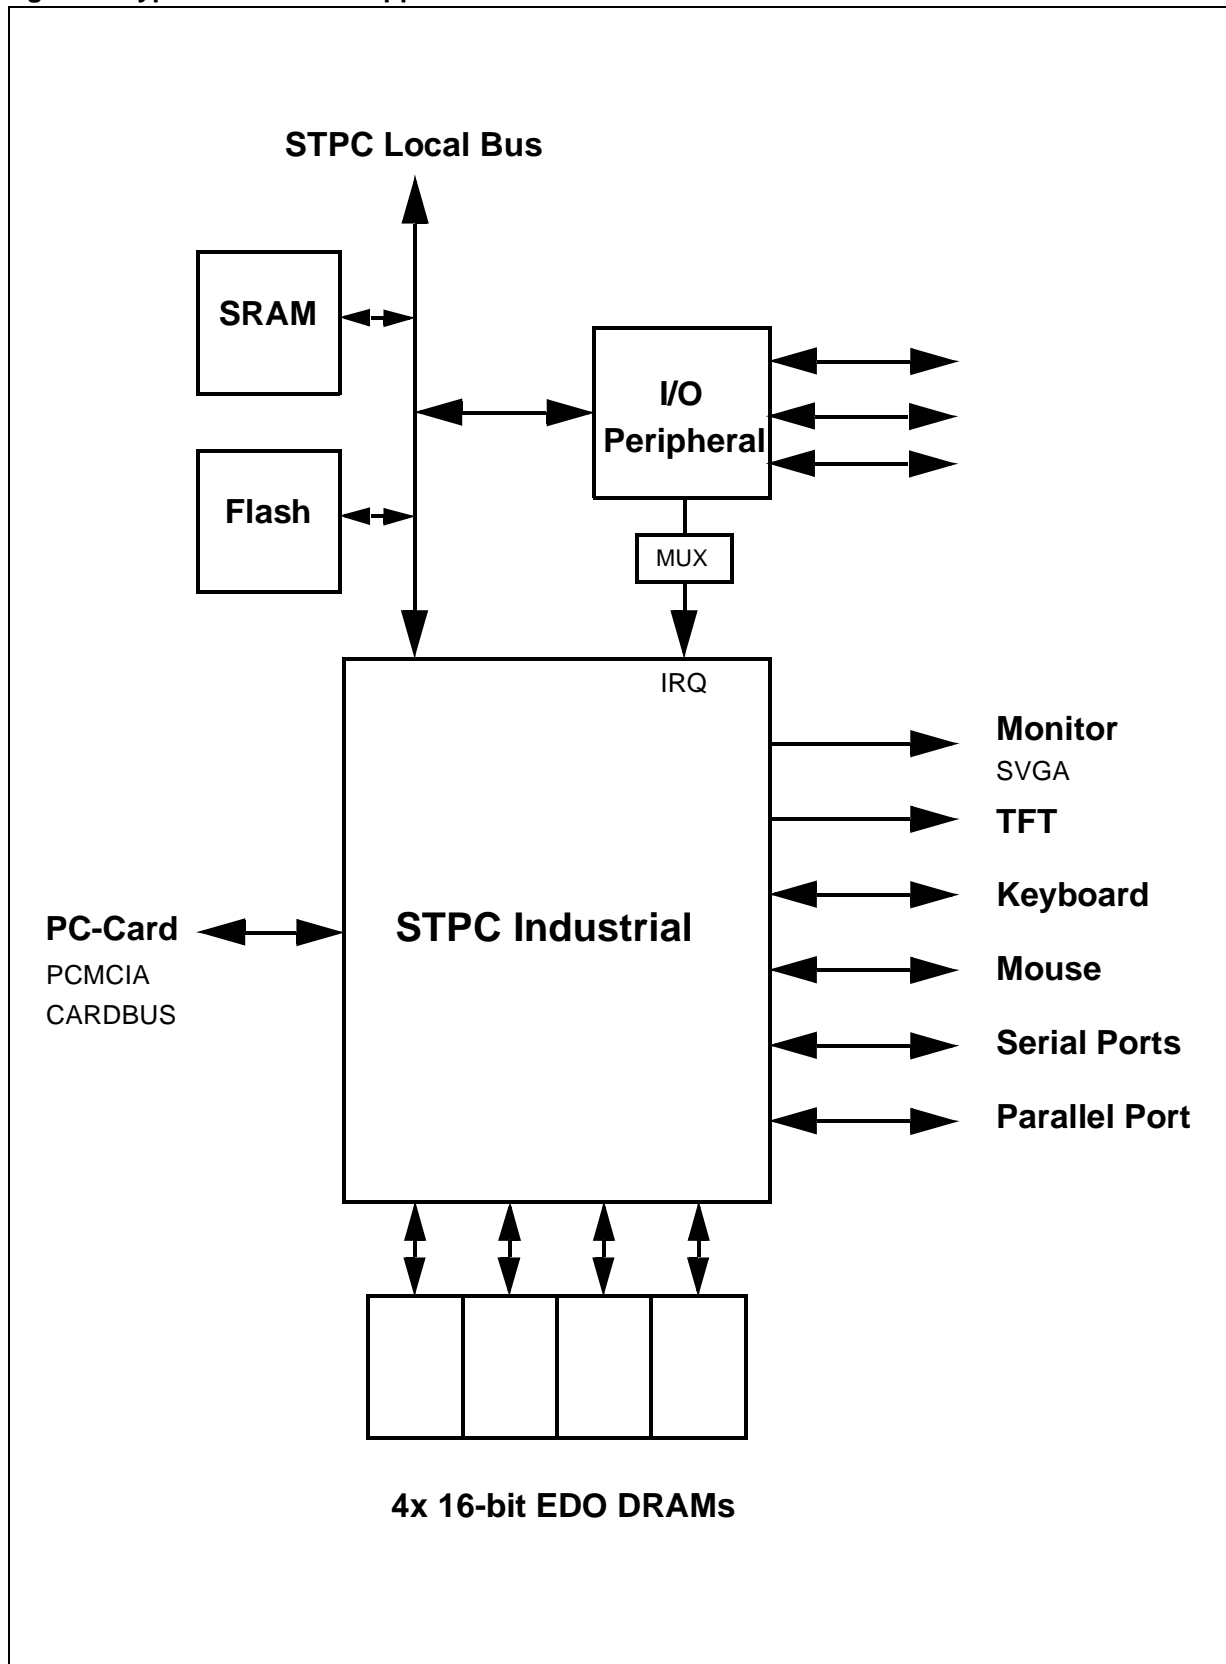 STPC Local Bus
SRAM
I/O
Peripheral
Flash
MUX
IRQ
Monitor
SVGA
TFT
Keyboard
STPC Industrial
PC-Card
PCMCIA
CARDBUS
Mouse
Serial Ports
Parallel Port
4x 16-bit EDO DRAMs